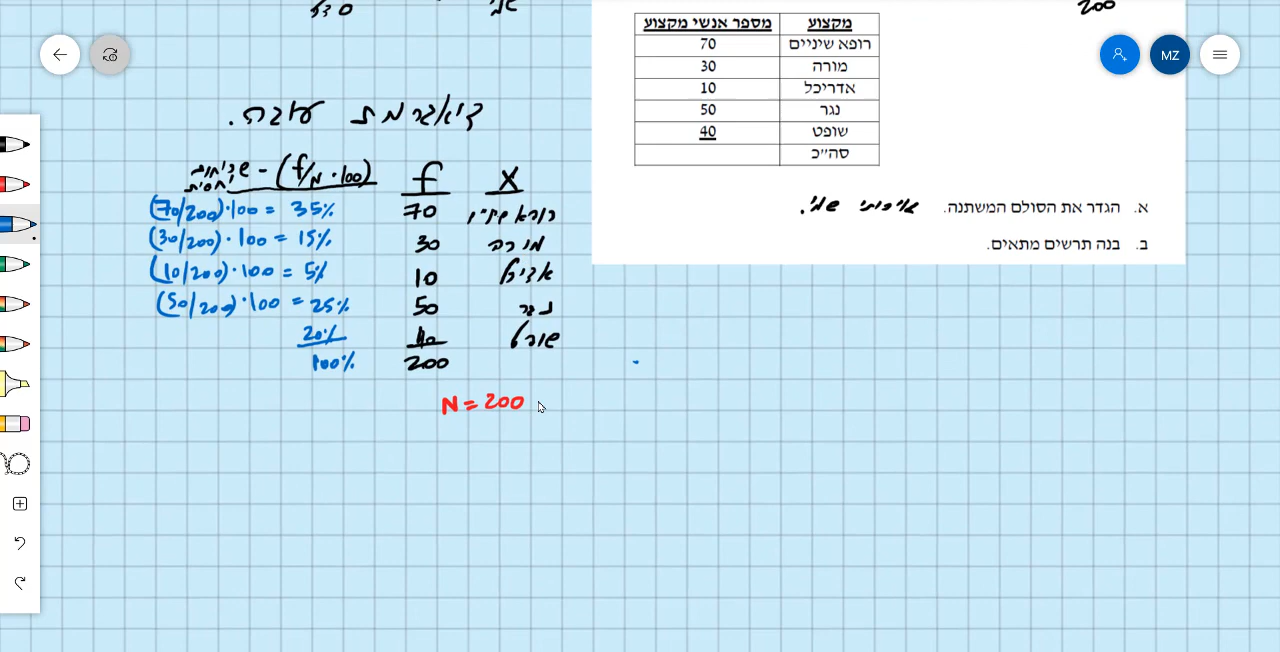 200
מקצוע מספר אנשי מקצוע
רופא שיניים 70
מורה 30
אדריכל 10
נגר 50
שופט 40
סה״כ
א. הגדר את הסולם המשתנה. איכותי שמי.
ב. בנה תרשים מתאים.
MZ
דיאגרמת עוגה.
X f שכיחות יחסית - (f/N · 100)
רופא שיניים 70 (70/200) · 100 = 35%
מורה 30 (30/200) · 100 = 15%
אדריכל 10 (10/200) · 100 = 5%
נגר 50 (50/200) · 100 = 25%
שופט 40 20%
200 100%
N = 200